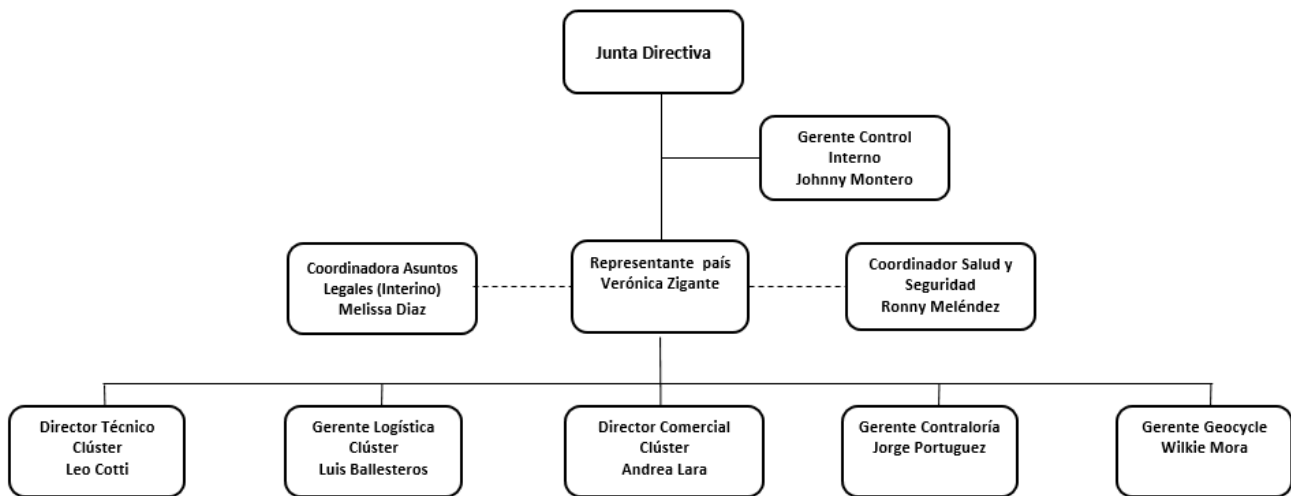 Junta Directiva
Gerente Control
Interno
Johnny Montero
Coordinadora Asuntos
Legales (Interino)
Melissa Diaz
Representante país
Verónica Zigante
Coordinador Salud y
Seguridad
Ronny Meléndez
Director Técnico
Clúster
Leo Cotti
Gerente Logística
Clúster
Luis Ballesteros
Director Comercial
Clúster
Andrea Lara
Gerente Contraloría
Jorge Portuguez
Gerente Geocycle
Wilkie Mora